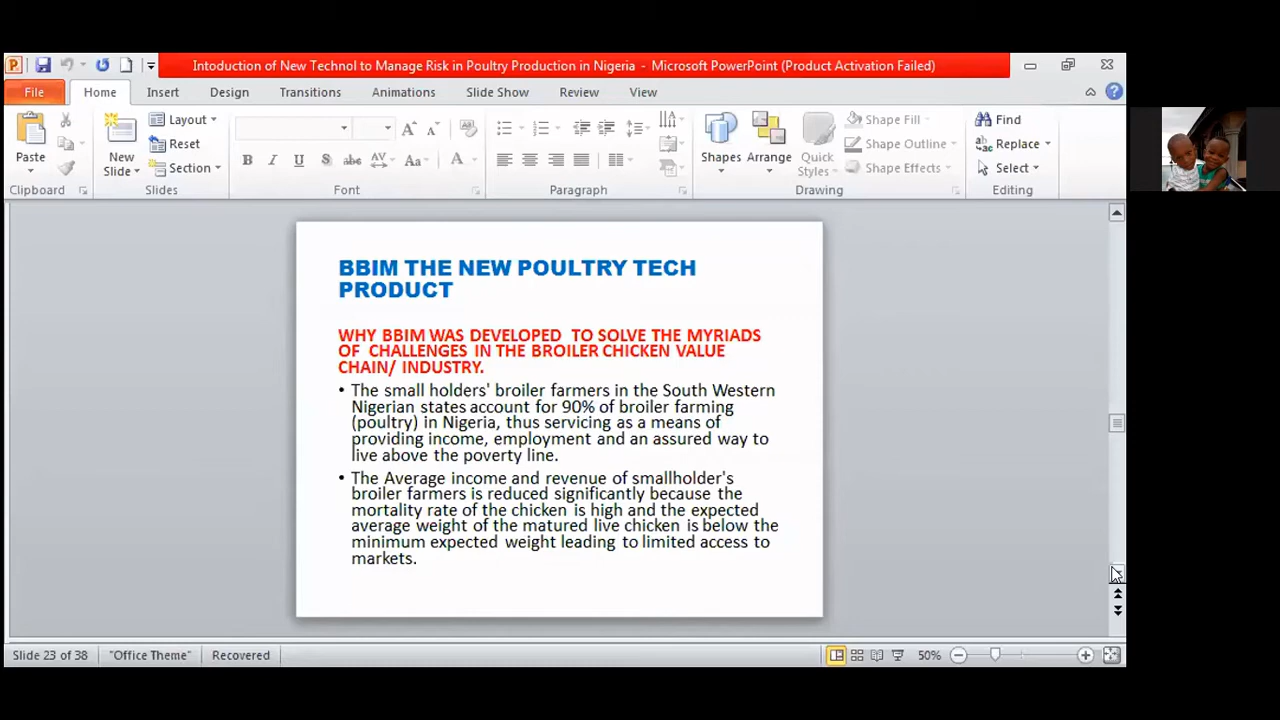 Intoduction of New Technol to Manage Risk in Poultry Production in Nigeria - Microsoft PowerPoint (Product Activation Failed)
File Home Insert Design Transitions Animations Slide Show Review View
Paste
Clipboard
New
Slide
Layout
Reset
Section
Slides
Font
Paragraph
Shapes
Arrange
Quick
Styles
Shape Fill
Shape Outline
Shape Effects
Drawing
Find
Replace
Select
Editing
BBIM THE NEW POULTRY TECH
PRODUCT
WHY BBIM WAS DEVELOPED TO SOLVE THE MYRIADS
OF CHALLENGES IN THE BROILER CHICKEN VALUE
CHAIN/ INDUSTRY.
• The small holders' broiler farmers in the South Western
Nigerian states account for 90% of broiler farming
(poultry) in Nigeria, thus servicing as a means of
providing income, employment and an assured way to
live above the poverty line.
• The Average income and revenue of smallholder's
broiler farmers is reduced significantly because the
mortality rate of the chicken is high and the expected
average weight of the matured live chicken is below the
minimum expected weight leading to limited access to
markets.
Slide 23 of 38 "Office Theme" Recovered 50%